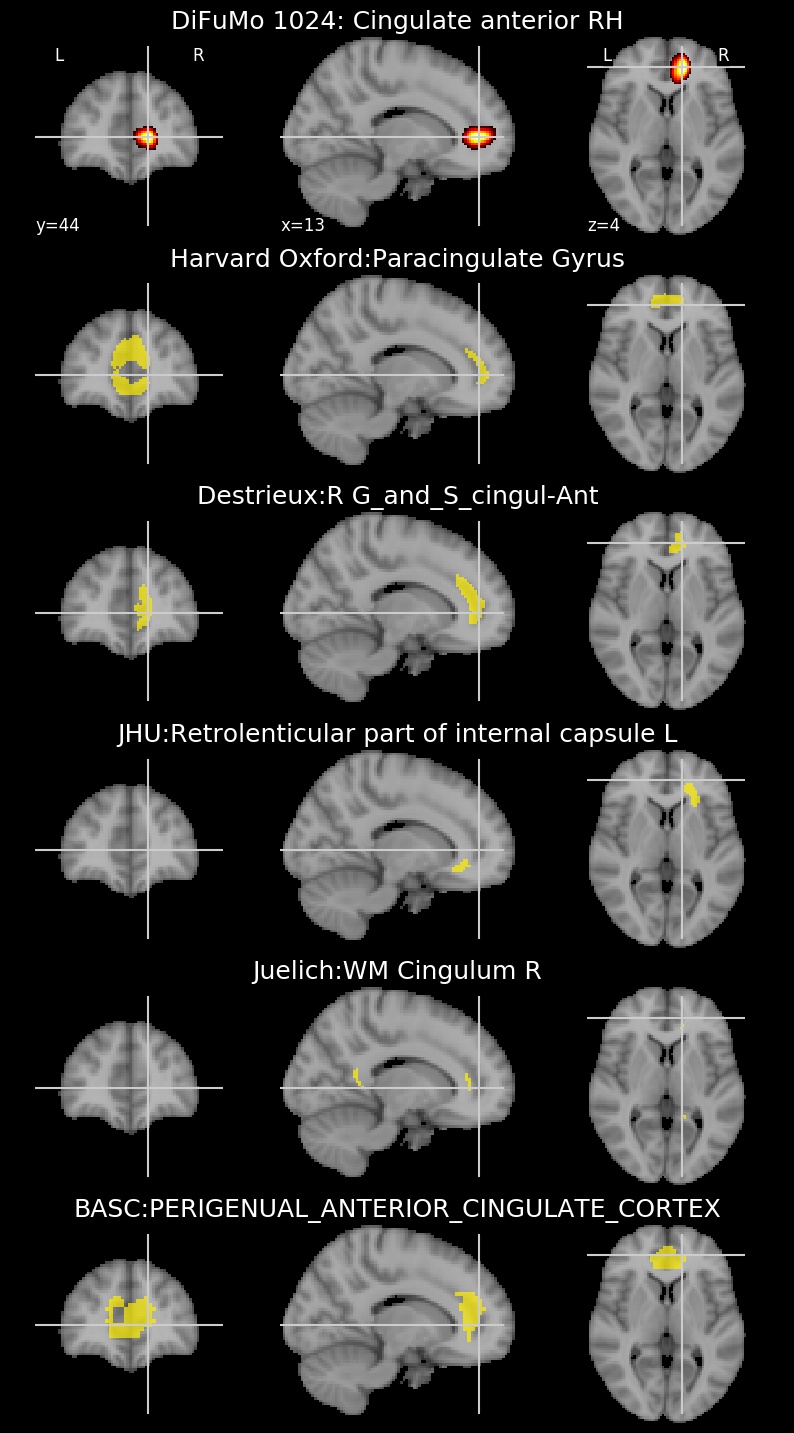 DiFuMo 1024: Cingulate anterior RH
L R L R
y=44 x=13 z=4
Harvard Oxford:Paracingulate Gyrus
Destrieux:R G_and_S_cingul-Ant
JHU:Retrolenticular part of internal capsule L
Juelich:WM Cingulum R
BASC:PERIGENUAL_ANTERIOR_CINGULATE_CORTEX